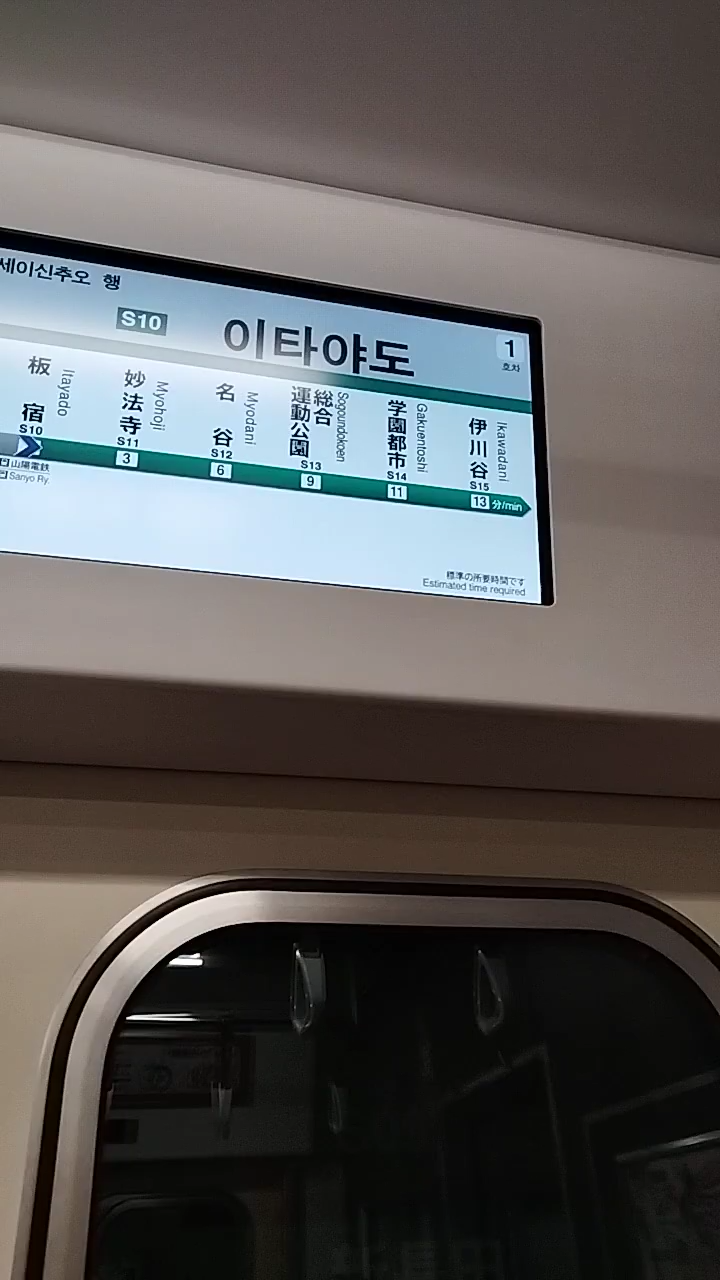 세이신추오 행
S10 이타야도 1
호차
板宿 Itayado S10
妙法寺 Myohoji S11 3
名谷 Myodani S12 6
総合運動公園 Sogoundokoen S13 9
学園都市 Gakuentoshi S14 11
伊川谷 Ikawadani S15 13 分/min
山陽電鉄
Sanyo Ry.
標準の所要時間です
Estimated time required